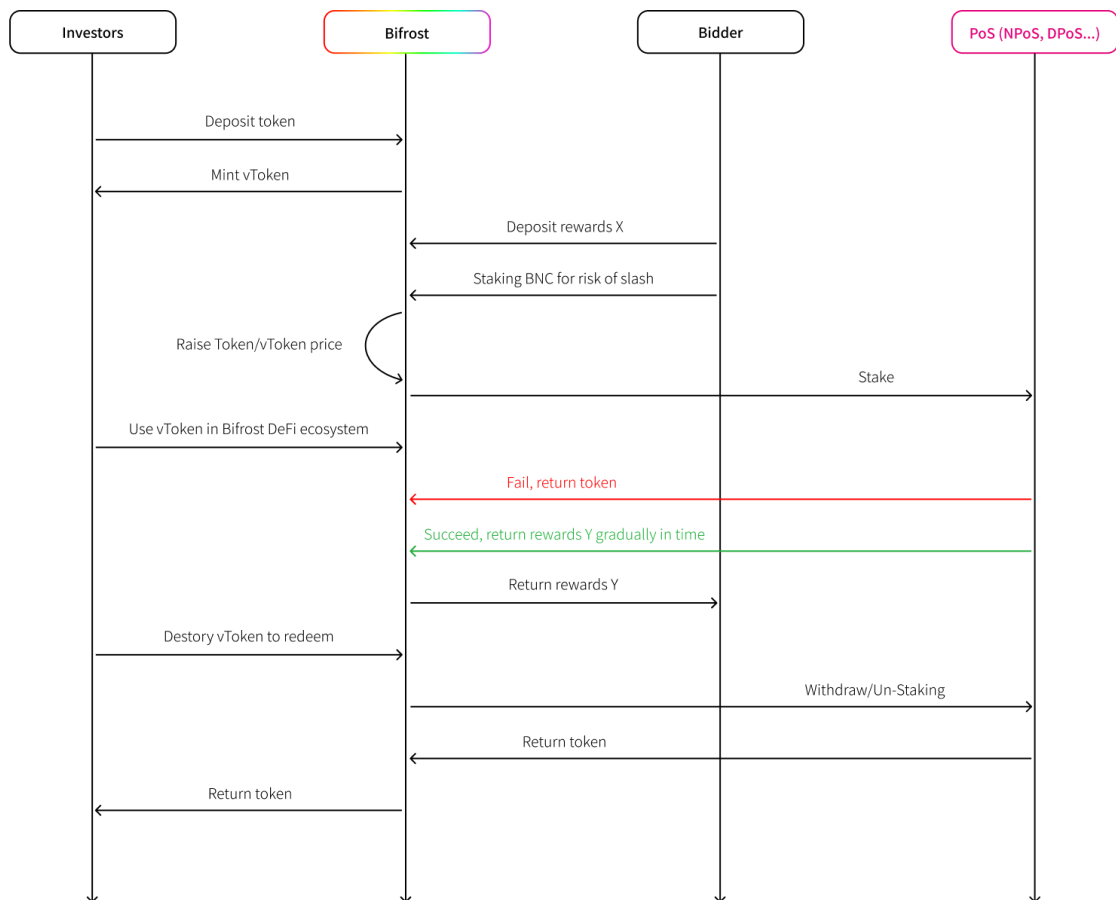 Investors
Bifrost
Bidder
PoS (NPoS, DPoS...)
Deposit token
Mint vToken
Deposit rewards X
Staking BNC for risk of slash
Raise Token/vToken price
Stake
Use vToken in Bifrost DeFi ecosystem
Fail, return token
Succeed, return rewards Y gradually in time
Return rewards Y
Destory vToken to redeem
Withdraw/Un-Staking
Return token
Return token